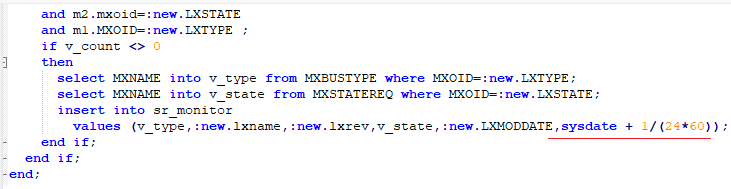 and m2.mxoid=:new.LXSTATE
and m1.MXOID=:new.LXTYPE ;
if v_count <> 0
then
select MXNAME into v_type from MXBUSTYPE where MXOID=:new.LXTYPE;
select MXNAME into v_state from MXSTATEREQ where MXOID=:new.LXSTATE;
insert into sr_monitor
values (v_type,:new.lxname,:new.lxrev,v_state,:new.LXMODDATE,sysdate + 1/(24*60));
end if;
end if;
end;